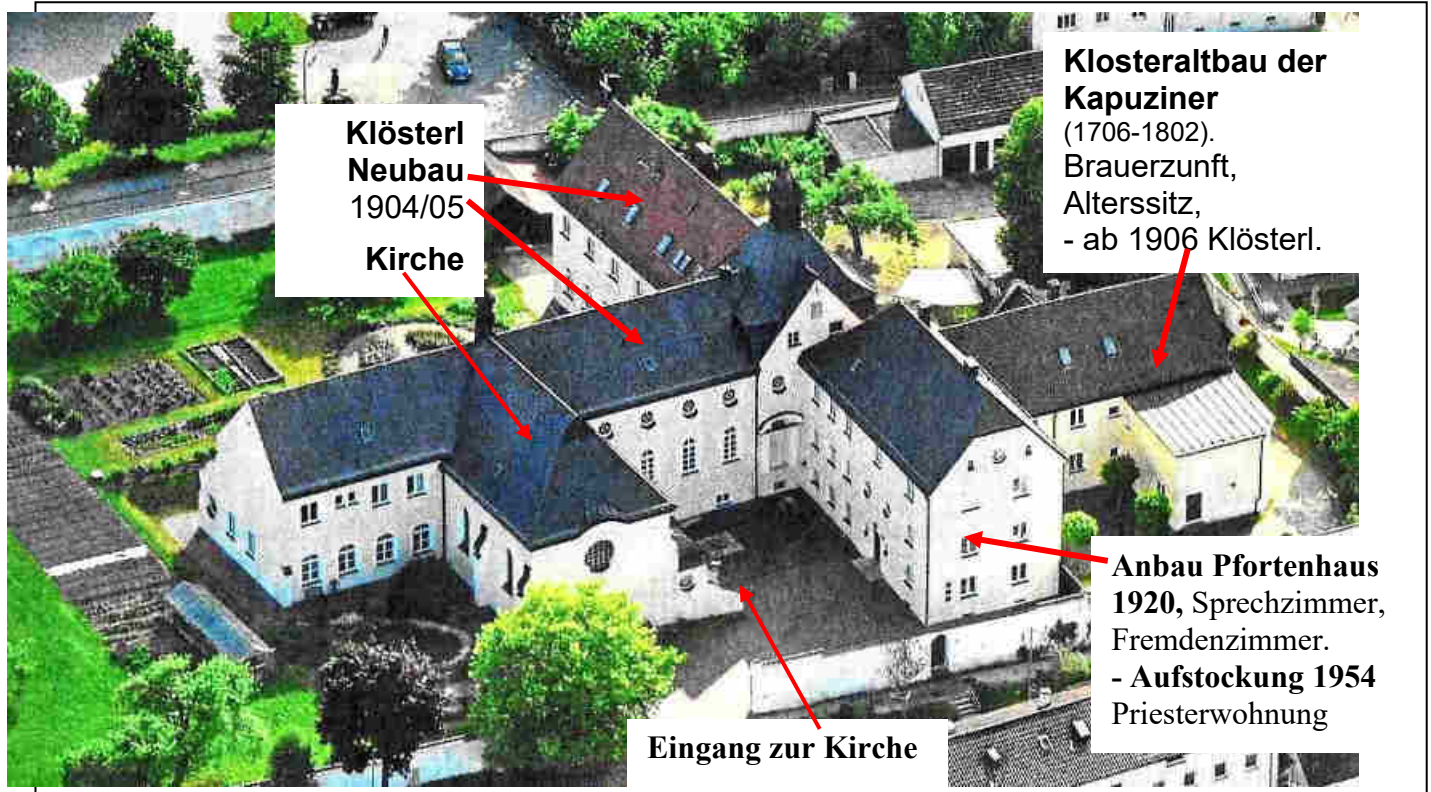 Klösterl
Neubau
1904/05
Kirche
Klosteraltbau der
Kapuziner
(1706-1802).
Brauerzunft,
Alterssitz,
- ab 1906 Klösterl.
Anbau Pfortenhaus
1920, Sprechzimmer,
Fremdenzimmer.
- Aufstockung 1954
Priesterwohnung
Eingang zur Kirche